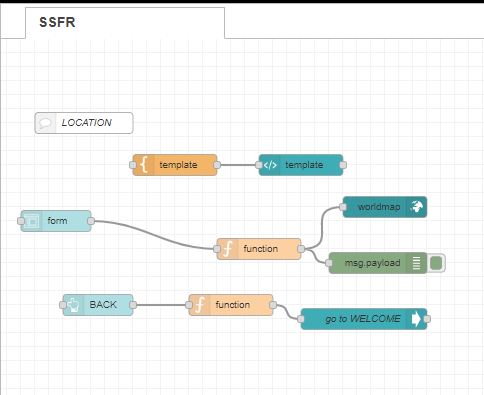 SSFR
LOCATION
template
template
worldmap
form
function
msg.payload
BACK
function
go to WELCOME